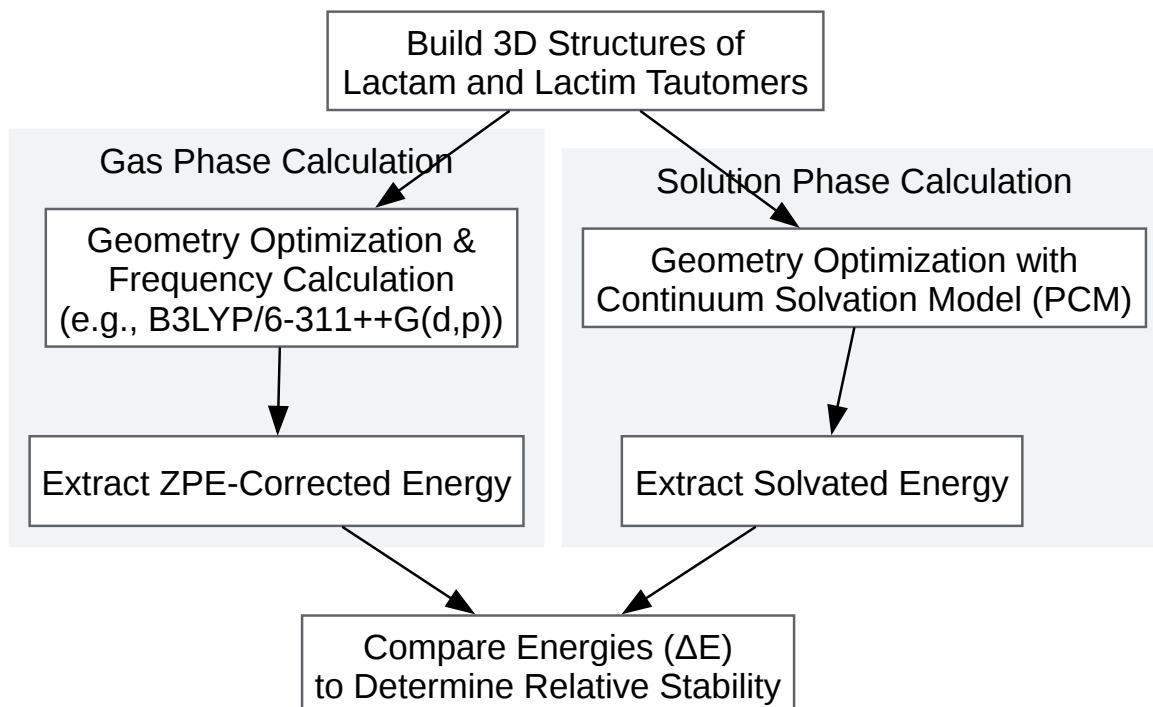 Build 3D Structures of
Lactam and Lactim Tautomers
Gas Phase Calculation
Geometry Optimization &
Frequency Calculation
(e.g., B3LYP/6-311++G(d,p))
Extract ZPE-Corrected Energy
Solution Phase Calculation
Geometry Optimization with
Continuum Solvation Model (PCM)
Extract Solvated Energy
Compare Energies (ΔE)
to Determine Relative Stability